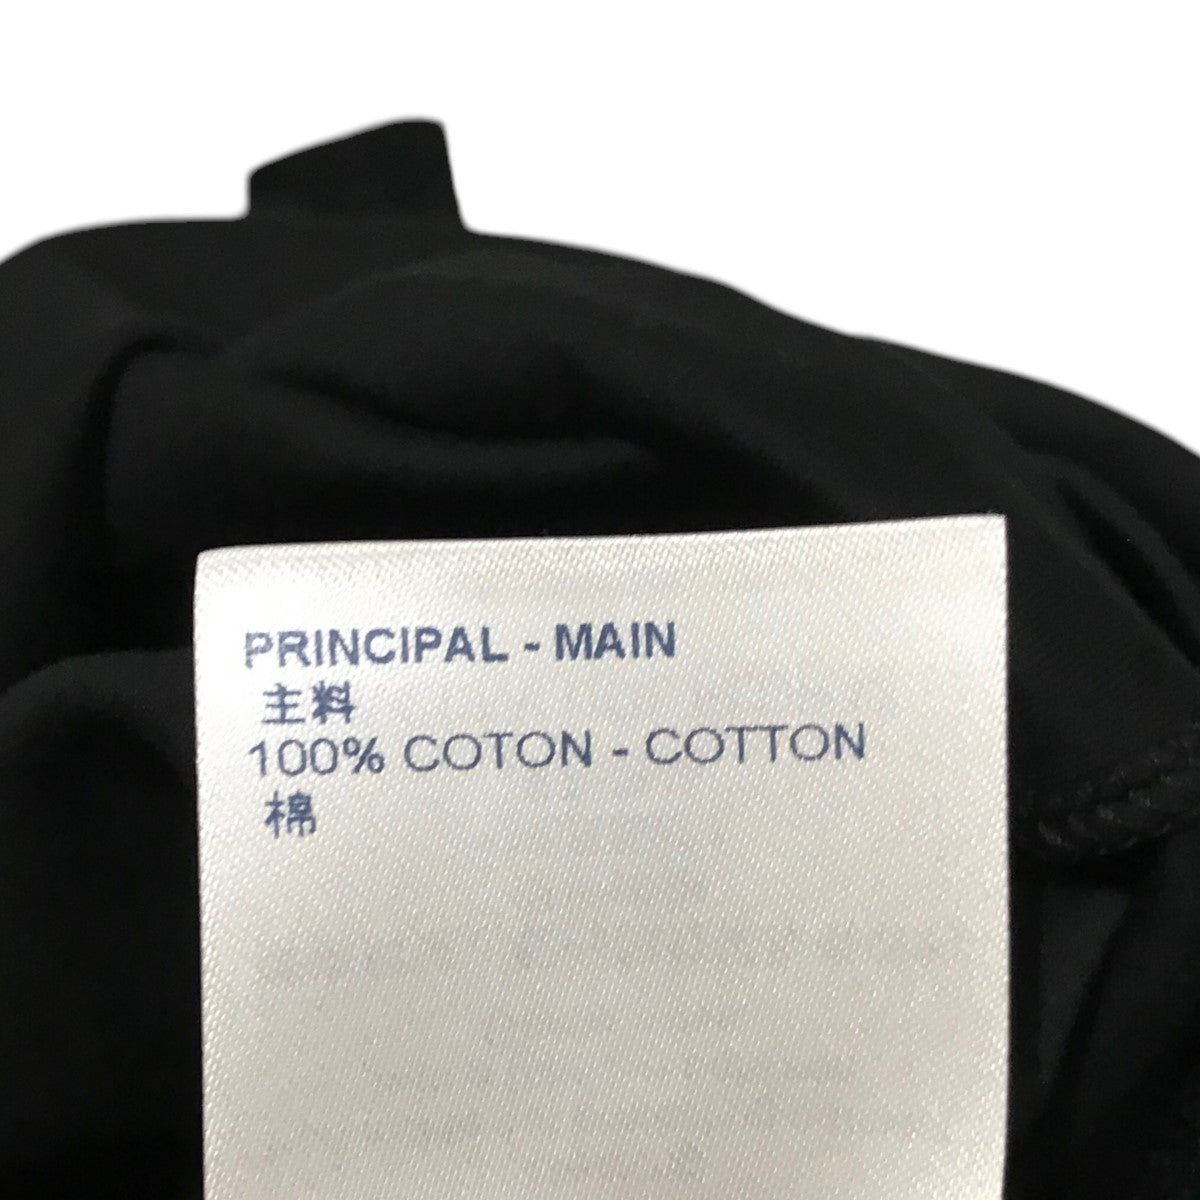 PRINCIPAL - MAIN
主料
100% COTON - COTTON
棉